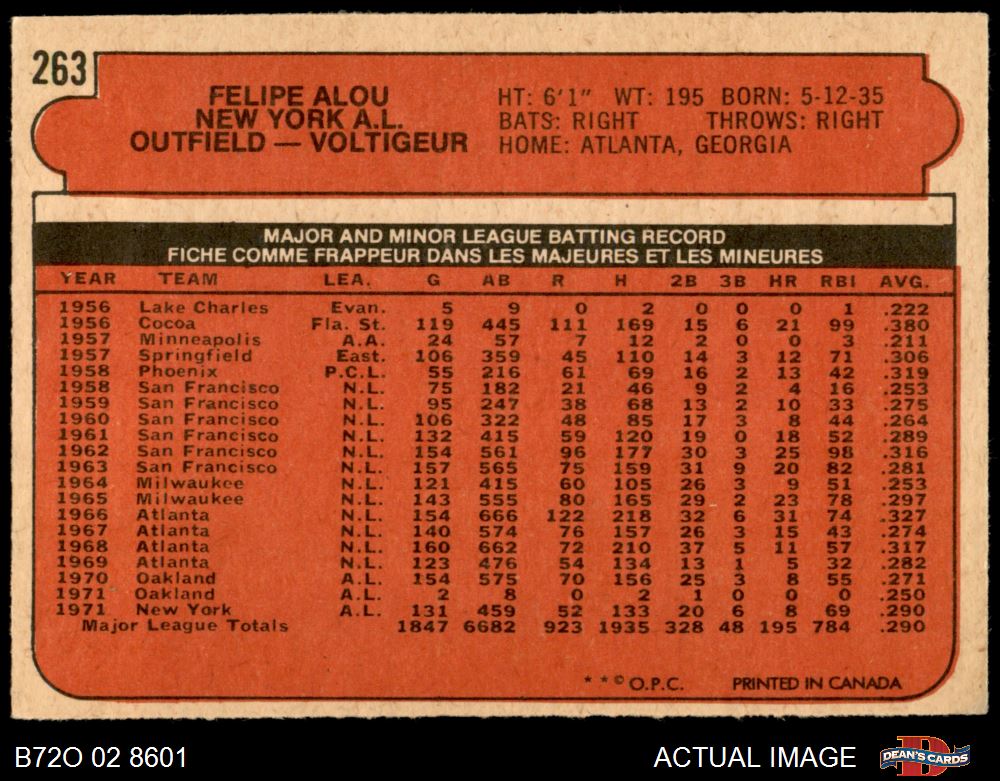 263
FELIPE ALOU
NEW YORK A.L.
OUTFIELD — VOLTIGEUR
HT: 6'1" WT: 195 BORN: 5-12-35
BATS: RIGHT THROWS: RIGHT
HOME: ATLANTA, GEORGIA
MAJOR AND MINOR LEAGUE BATTING RECORD
FICHE COMME FRAPPEUR DANS LES MAJEURES ET LES MINEURES
YEAR TEAM LEA. G AB R H 2B 3B HR RBI AVG.
1956 Lake Charles Evan. 5 9 0 2 0 0 0 1 .222
1956 Cocoa Fla. St. 119 445 111 169 15 6 21 99 .380
1957 Minneapolis A.A. 24 57 7 12 2 0 0 3 .211
1957 Springfield East. 106 359 45 110 14 3 12 71 .306
1958 Phoenix P.C.L. 55 216 61 69 16 2 13 42 .319
1958 San Francisco N.L. 75 182 21 46 9 2 4 16 .253
1959 San Francisco N.L. 95 247 38 68 13 2 10 33 .275
1960 San Francisco N.L. 106 322 48 85 17 3 8 44 .264
1961 San Francisco N.L. 132 415 59 120 19 0 18 52 .289
1962 San Francisco N.L. 154 561 96 177 30 3 25 98 .316
1963 San Francisco N.L. 157 565 75 159 31 9 20 82 .281
1964 Milwaukee N.L. 121 415 60 105 26 3 9 51 .253
1965 Milwaukee N.L. 143 555 80 165 29 2 23 78 .297
1966 Atlanta N.L. 154 666 122 218 32 6 31 74 .327
1967 Atlanta N.L. 140 574 76 157 26 3 15 43 .274
1968 Atlanta N.L. 160 662 72 210 37 5 11 57 .317
1969 Atlanta N.L. 123 476 54 134 13 1 5 32 .282
1970 Oakland A.L. 154 575 70 156 25 3 8 55 .271
1971 Oakland A.L. 2 8 0 2 1 0 0 0 .250
1971 New York A.L. 131 459 52 133 20 6 8 69 .290
Major League Totals 1847 6682 923 1935 328 48 195 784 .290
* * © O.P.C. PRINTED IN CANADA
B72O 02 8601 ACTUAL IMAGE DEAN'S CARDS